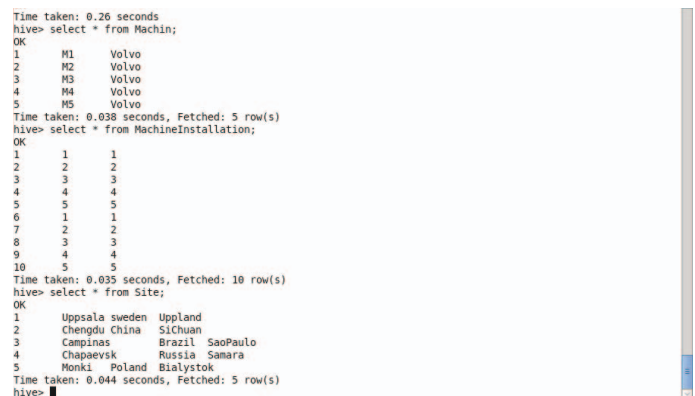 Time taken: 0.26 seconds
hive> select * from Machin;
OK
1 M1 Volvo
2 M2 Volvo
3 M3 Volvo
4 M4 Volvo
5 M5 Volvo
Time taken: 0.038 seconds, Fetched: 5 row(s)
hive> select * from MachineInstallation;
OK
1 1 1
2 2 2
3 3 3
4 4 4
5 5 5
6 1 1
7 2 2
8 3 3
9 4 4
10 5 5
Time taken: 0.035 seconds, Fetched: 10 row(s)
hive> select * from Site;
OK
1 Uppsala sweden Uppland
2 Chengdu China SiChuan
3 Campinas Brazil SaoPaulo
4 Chapaevsk Russia Samara
5 Monki Poland Bialystok
Time taken: 0.044 seconds, Fetched: 5 row(s)
hive>